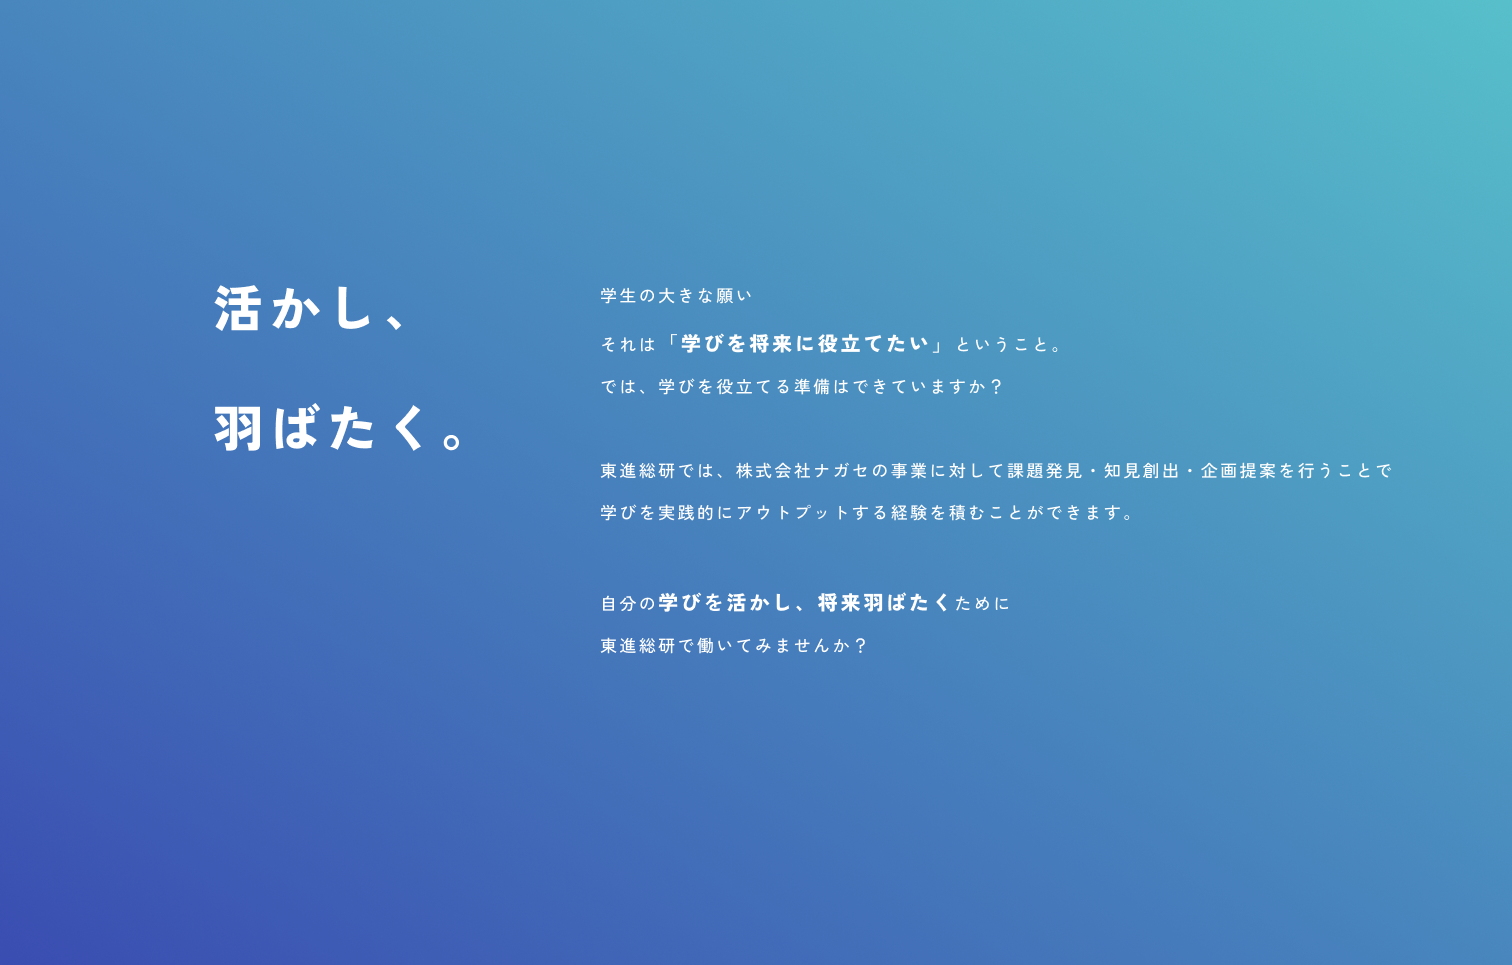 活かし、
羽ばたく。
学生の大きな願い
それは「学びを将来に役立てたい」ということ。
では、学びを役立てる準備はできていますか？
東進総研では、株式会社ナガセの事業に対して課題発見・知見創出・企画提案を行うことで
学びを実践的にアウトプットする経験を積むことができます。
自分の学びを活かし、将来羽ばたくために
東進総研で働いてみませんか？